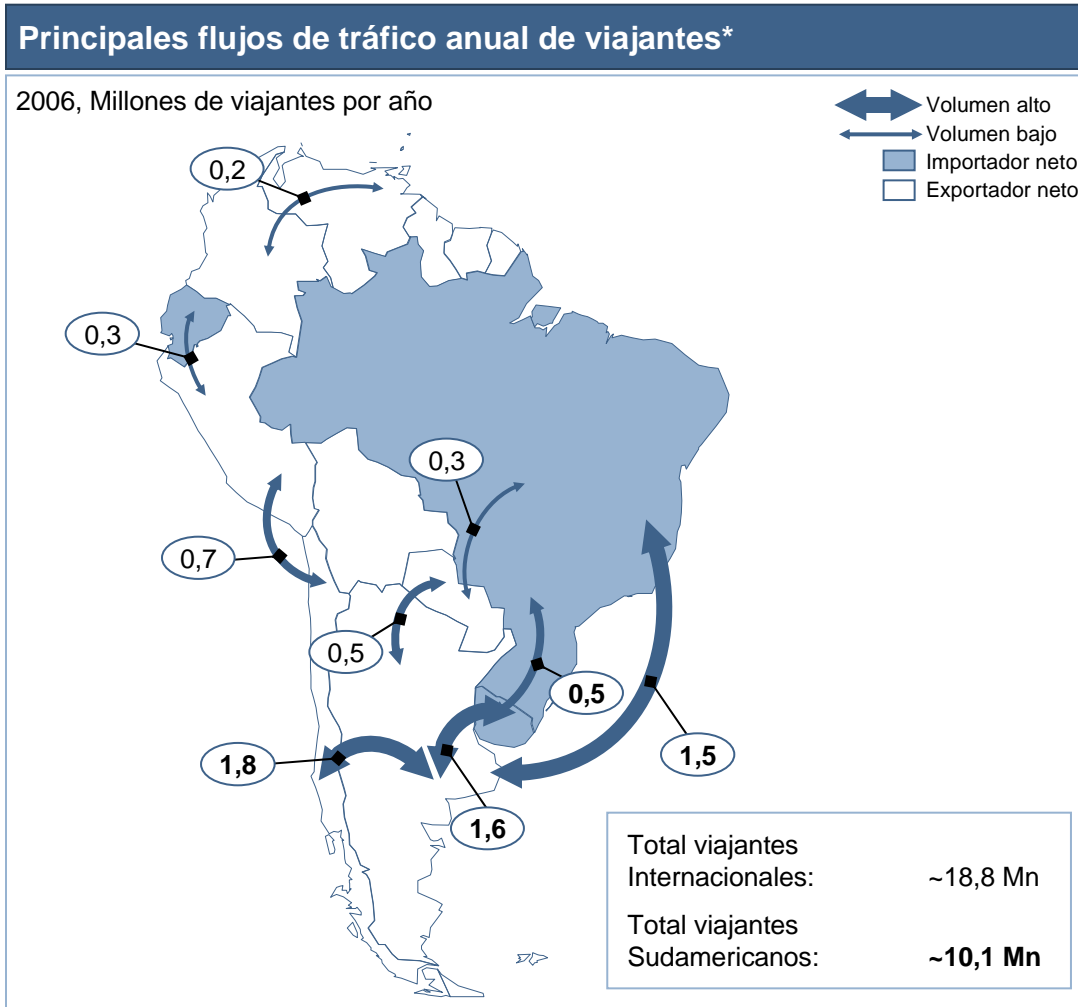 Principales flujos de tráfico anual de viajantes*
2006, Millones de viajantes por año
Volumen alto
Volumen bajo
Importador neto
Exportador neto
0,2
0,3
0,3
0,7
0,5
0,5
1,8
1,5
1,6
Total viajantes
Internacionales: ~18,8 Mn
Total viajantes
Sudamericanos: ~10,1 Mn